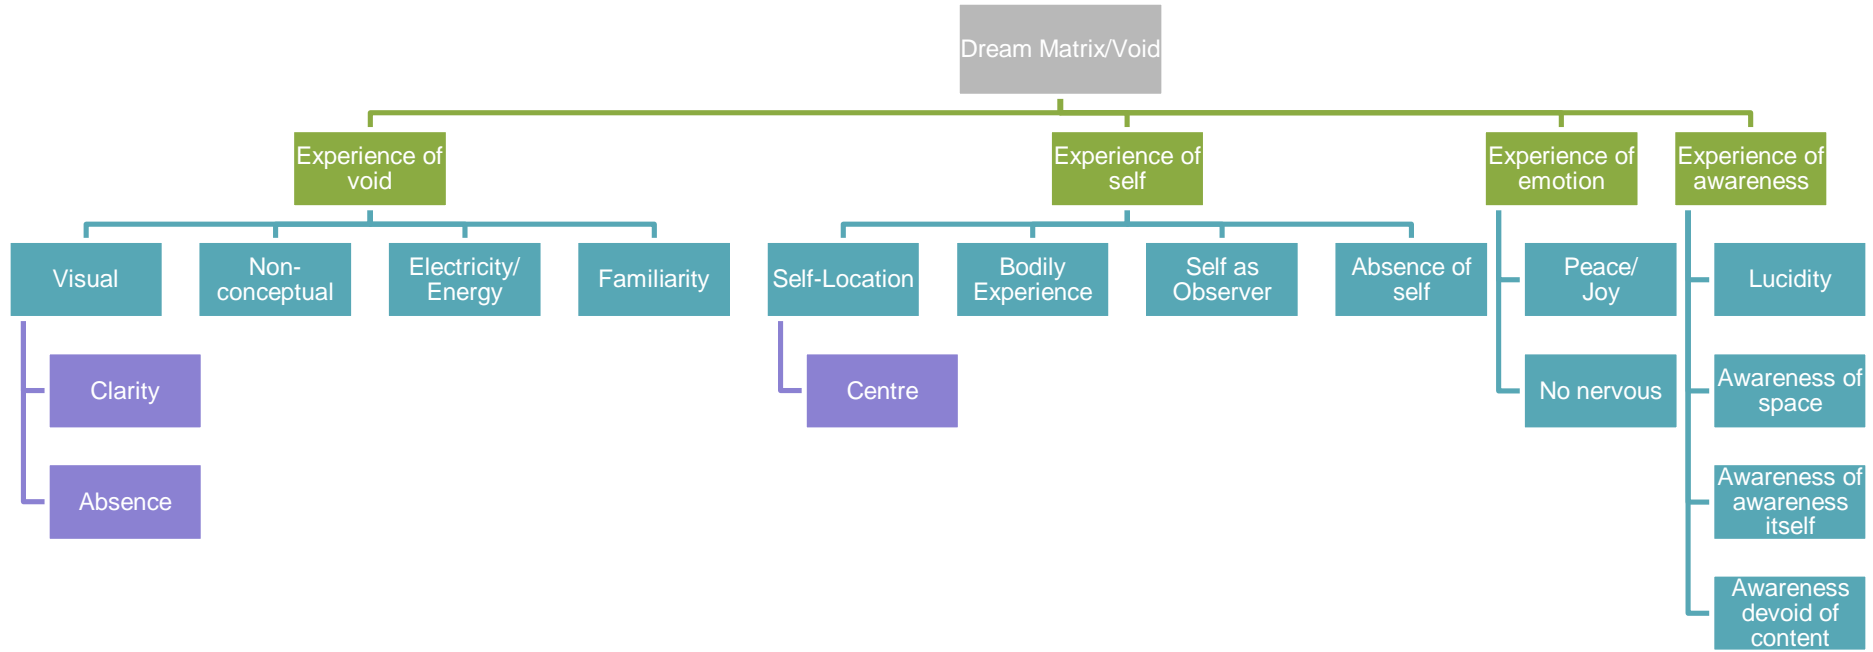 Dream Matrix/Void
Experience of
void
Experience of
self
Experience of
emotion
Experience of
awareness
Visual
Non-
conceptual
Electricity/
Energy
Familiarity
Self-Location
Bodily
Experience
Self as
Observer
Absence of
self
Peace/
Joy
Lucidity
Clarity
Centre
No nervous
Awareness of
space
Absence
Awareness of
awareness
itself
Awareness
devoid of
content